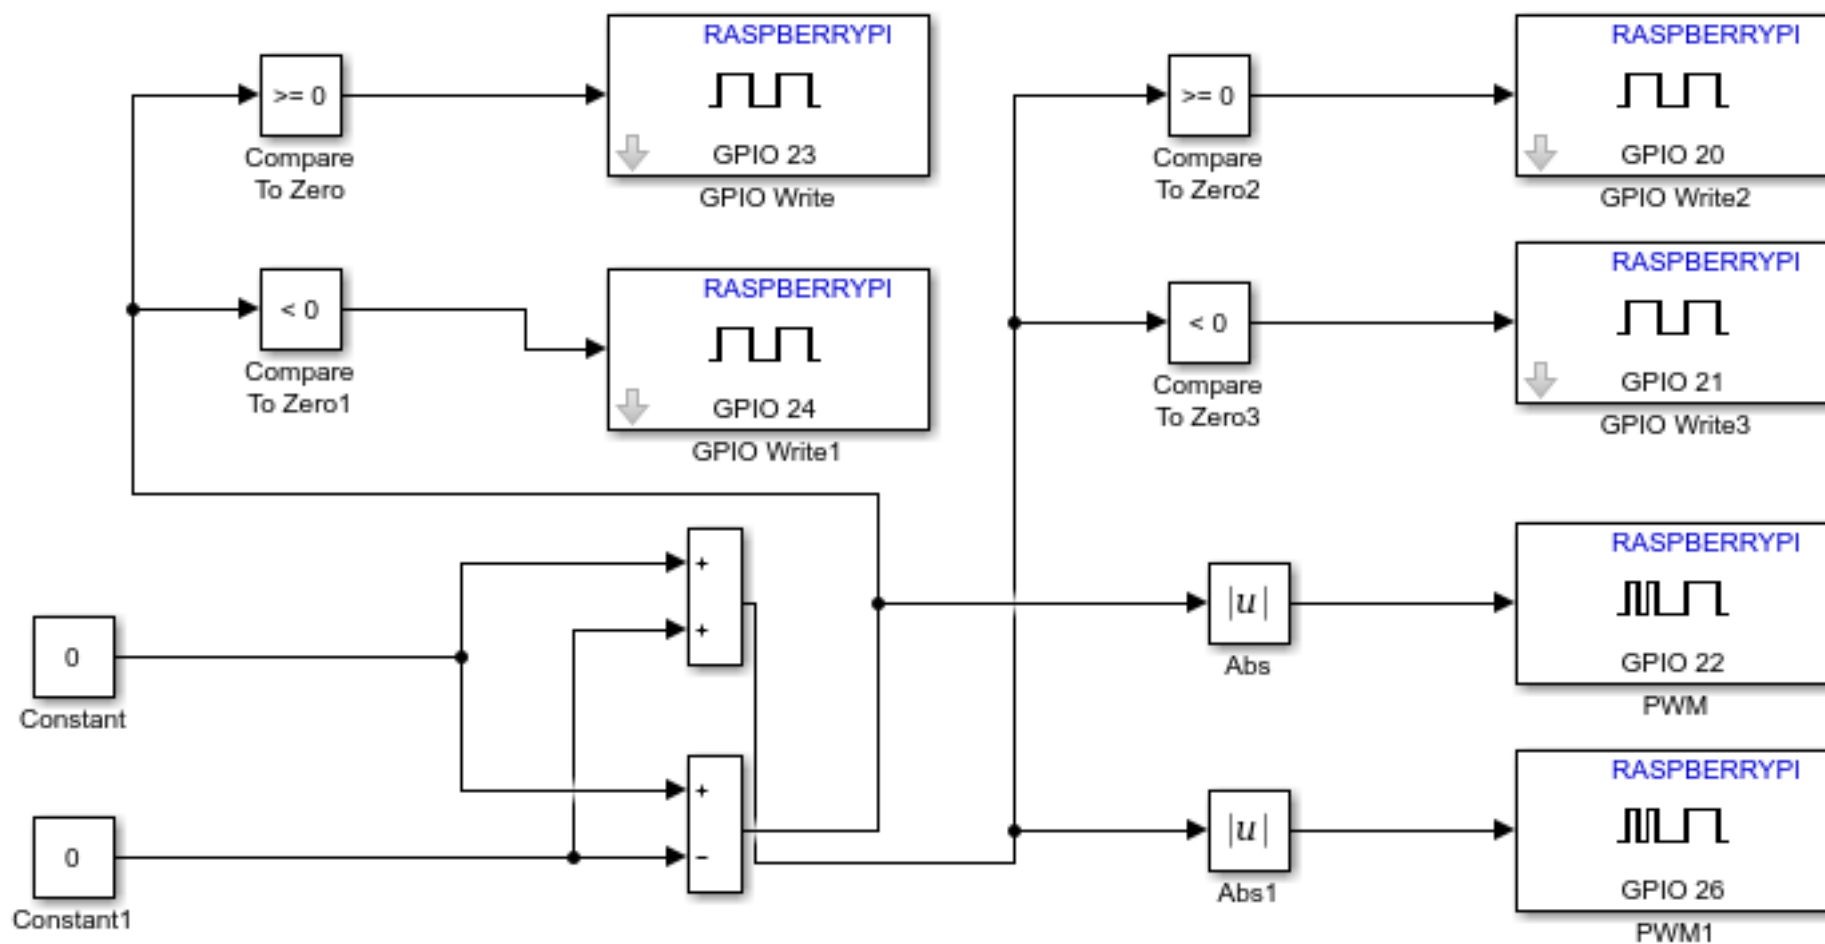 RASPBERRYPI
>= 0
GPIO 23
Compare
To Zero
GPIO Write
RASPBERRYPI
< 0
GPIO 24
Compare
To Zero1
GPIO Write1
RASPBERRYPI
>= 0
GPIO 20
Compare
To Zero2
GPIO Write2
RASPBERRYPI
< 0
GPIO 21
Compare
To Zero3
GPIO Write3
0
Constant
0
Constant1
+
+
+
-
|u|
Abs
RASPBERRYPI
GPIO 22
PWM
|u|
Abs1
RASPBERRYPI
GPIO 26
PWM1